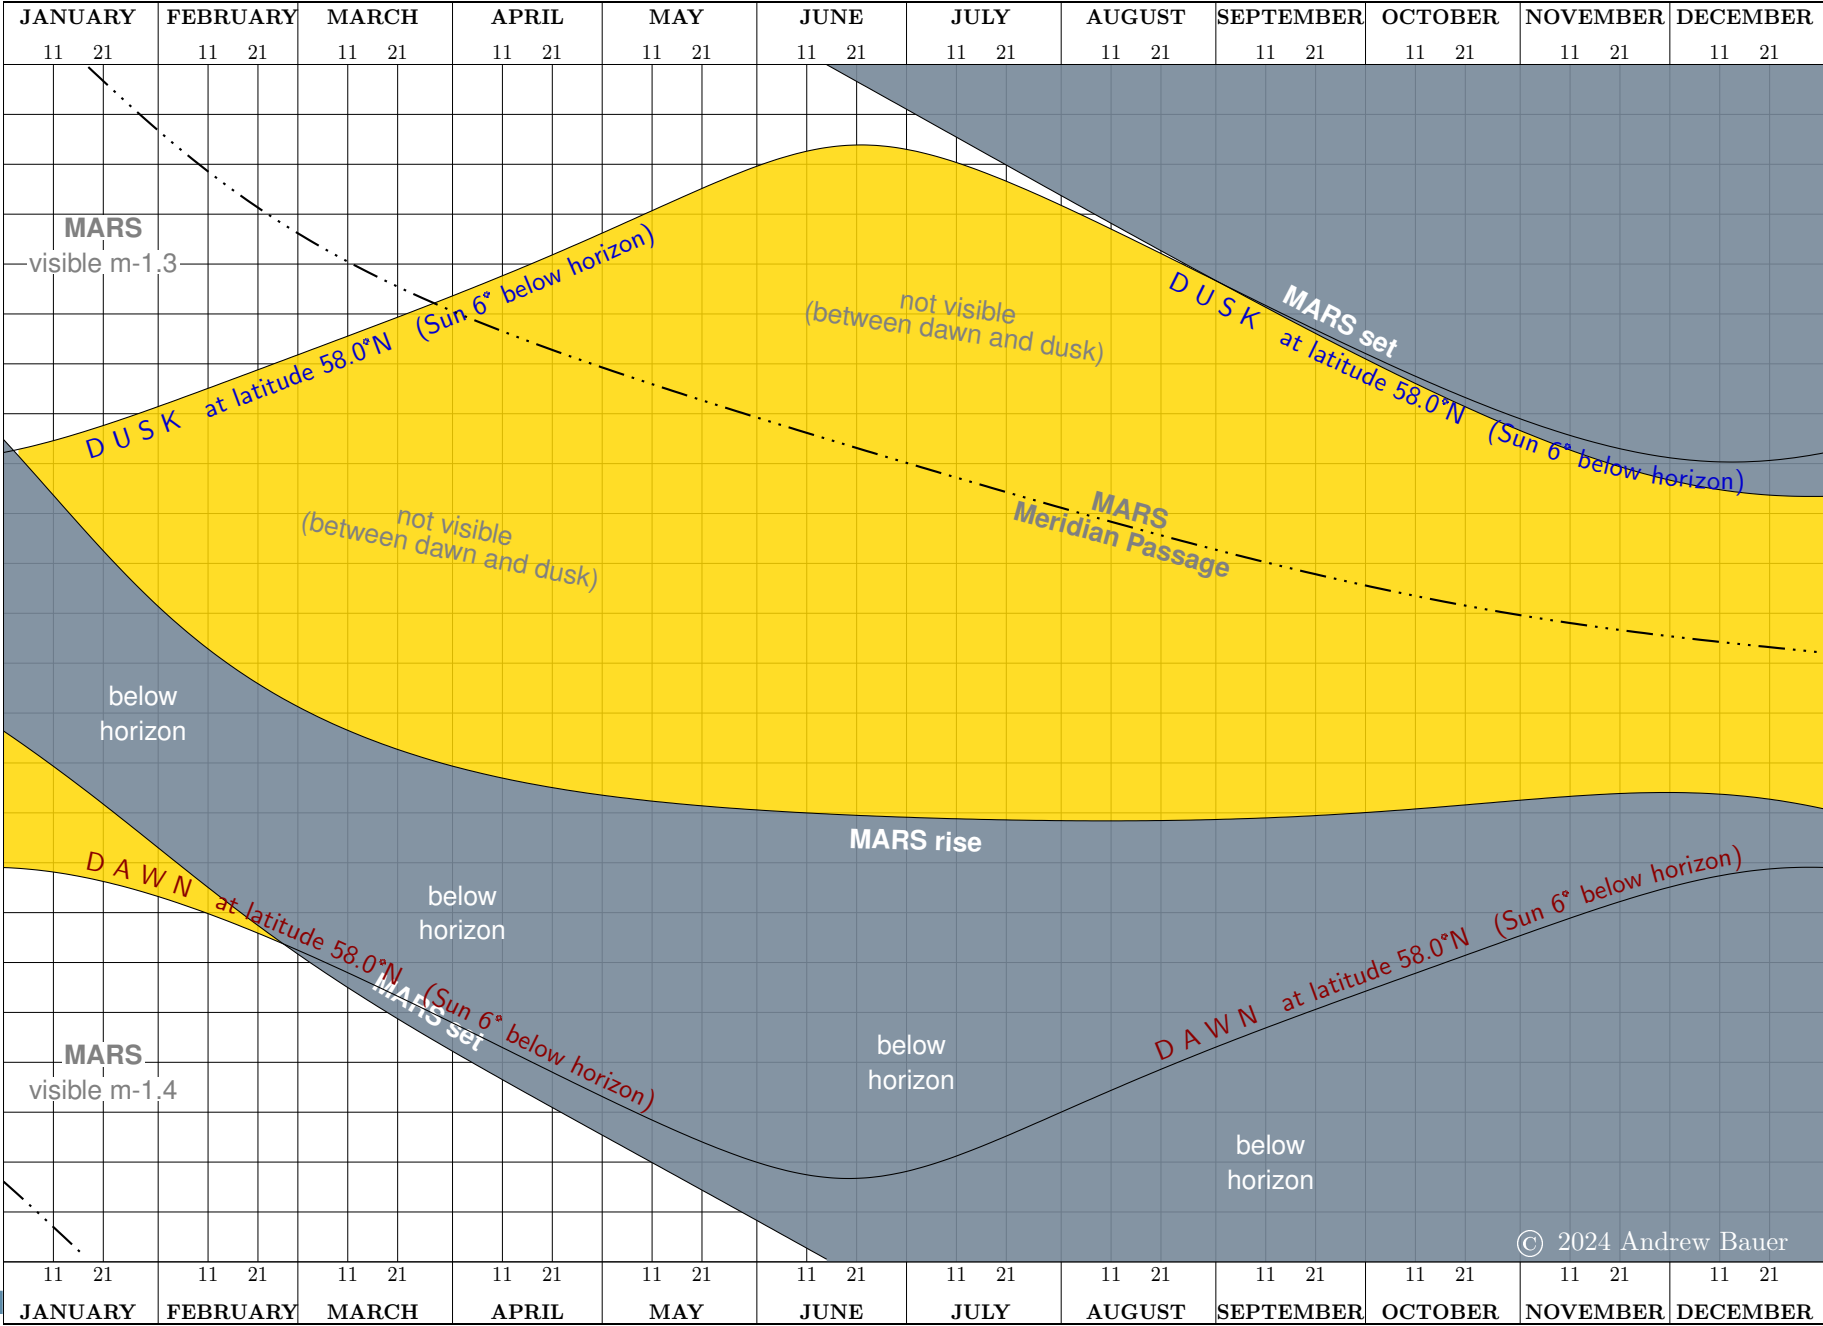 JANUARY FEBRUARY MARCH APRIL MAY JUNE JULY AUGUST SEPTEMBER OCTOBER NOVEMBER DECEMBER
11 21 11 21 11 21 11 21 11 21 11 21 11 21 11 21 11 21 11 21 11 21 11 21
MARS
visible m-1.3
DUSK at latitude 58.0°N (Sun 6° below horizon)
not visible
(between dawn and dusk)
DUSK at latitude 58.0°N (Sun 6° below horizon)
MARS set
not visible
(between dawn and dusk)
MARS
Meridian Passage
below
horizon
MARS rise
DAWN at latitude 58.0°N (Sun 6° below horizon)
MARS set
below
horizon
DAWN at latitude 58.0°N (Sun 6° below horizon)
MARS
visible m-1.4
below
horizon
below
horizon
© 2024 Andrew Bauer
11 21 11 21 11 21 11 21 11 21 11 21 11 21 11 21 11 21 11 21 11 21 11 21
JANUARY FEBRUARY MARCH APRIL MAY JUNE JULY AUGUST SEPTEMBER OCTOBER NOVEMBER DECEMBER